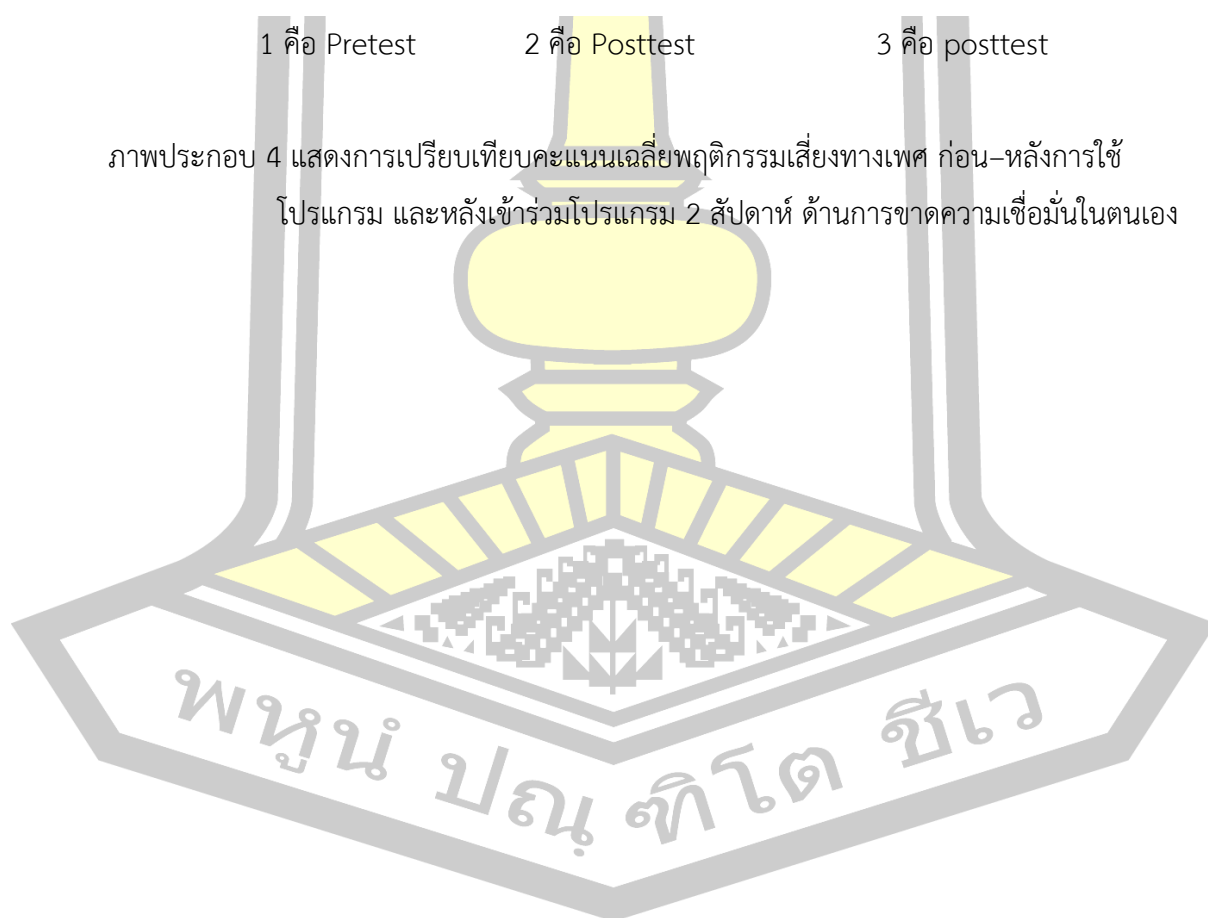 1 คือ Pretest 2 คือ Posttest 3 คือ posttest
ภาพประกอบ 4 แสดงการเปรียบเทียบคะแนนเฉลี่ยพฤติกรรมเสี่ยงทางเพศ ก่อน–หลังการใช้
โปรแกรม และหลังเข้าร่วมโปรแกรม 2 สัปดาห์ ด้านการขาดความเชื่อมั่นในตนเอง
พหูนํ ปณฺฑิโต ชีเว